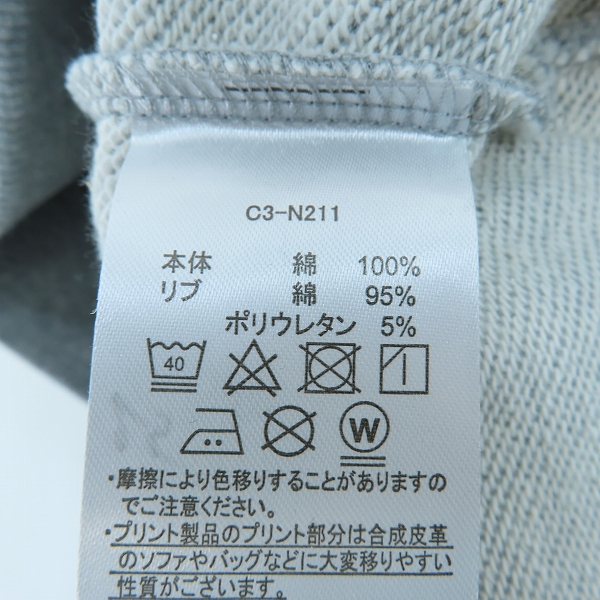 C3-N211
本体 綿 100%
リブ 綿 95%
ポリウレタン 5%
40
W
・摩擦により色移りすることがありますの
でご注意ください。
・プリント製品のプリント部分は合成皮革
のソファやバッグなどに大変移りやすい
性質がございます。